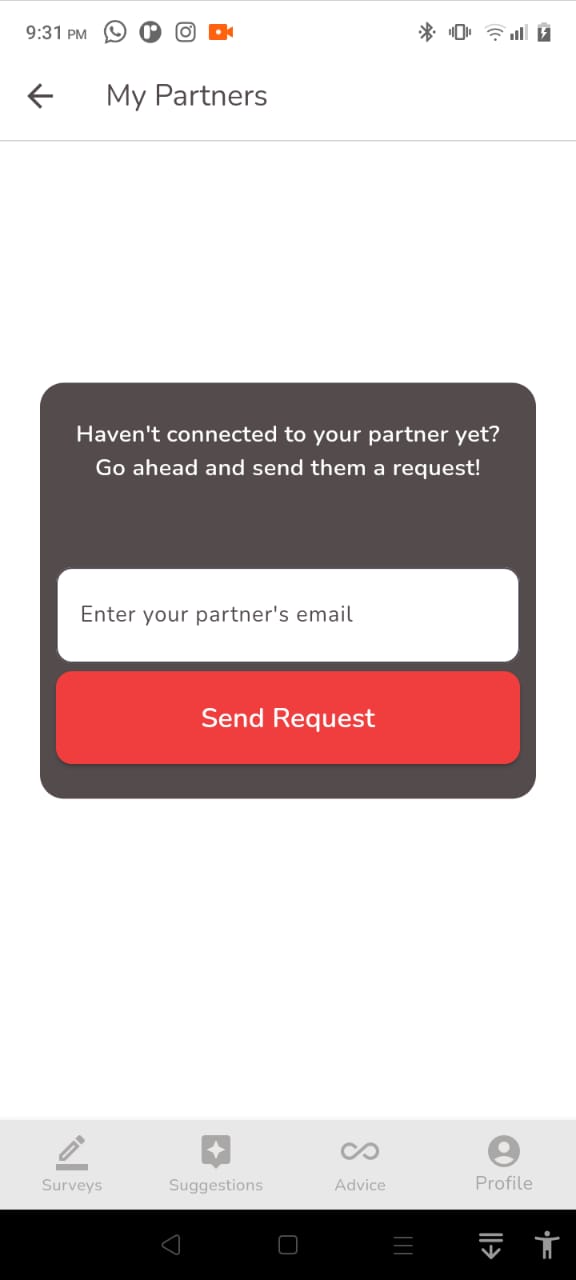 9:31 PM
My Partners
Haven't connected to your partner yet?
Go ahead and send them a request!
Enter your partner's email
Send Request
Surveys
Suggestions
Advice
Profile